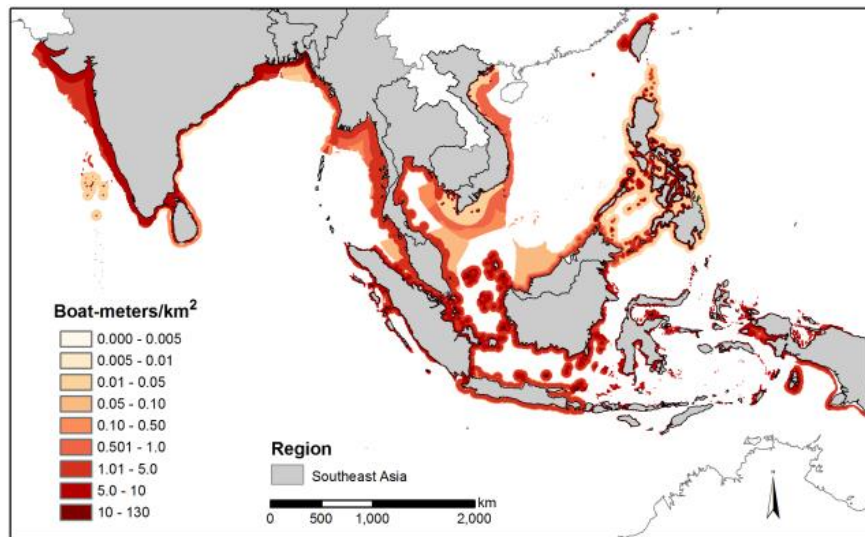 Boat-meters/km²
0.000 - 0.005
0.005 - 0.01
0.01 - 0.05
0.05 - 0.10
0.10 - 0.50
0.501 - 1.0
1.01 - 5.0
5.0 - 10
10 - 130
Region
Southeast Asia
km
0 500 1,000 2,000